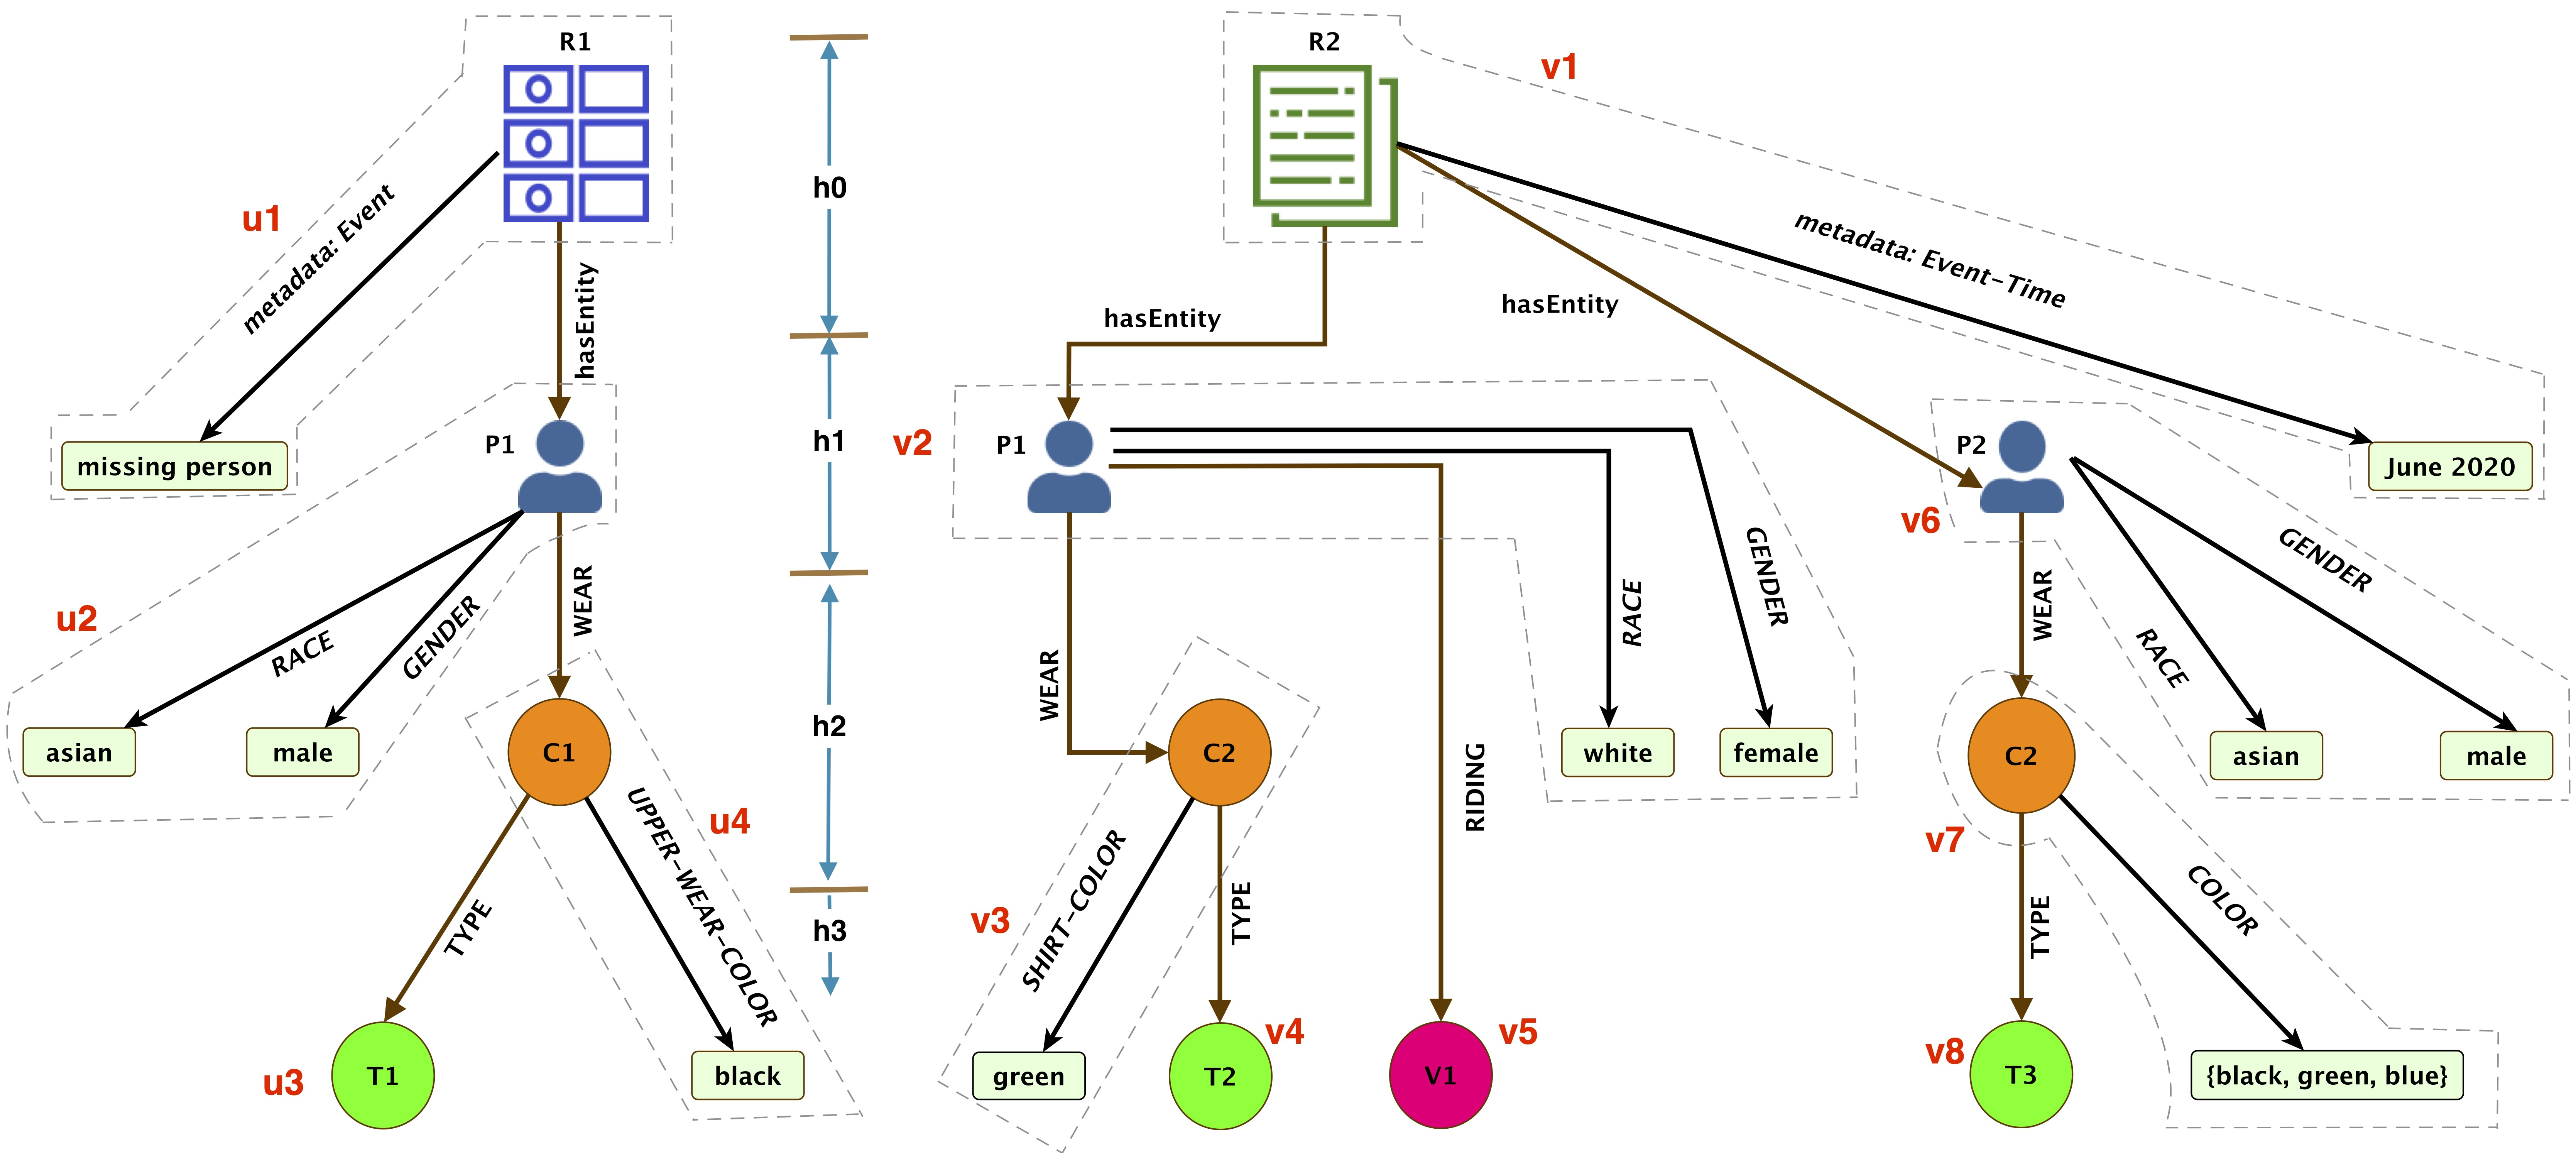 R1
R2
v1
h0
u1
metadata: Event
hasEntity
metadata: Event-Time
hasEntity
hasEntity
P1
h1
v2
P1
P2
missing person
June 2020
v6
u2
RACE
GENDER
WEAR
WEAR
RACE
GENDER
WEAR
RACE
GENDER
asian
male
C1
h2
C2
RIDING
white
female
C2
asian
male
u4
UPPER-WEAR-COLOR
v7
TYPE
h3
v3
SHIRT-COLOR
TYPE
TYPE
COLOR
u3
T1
black
green
T2
v4
V1
v5
v8
T3
{black, green, blue}